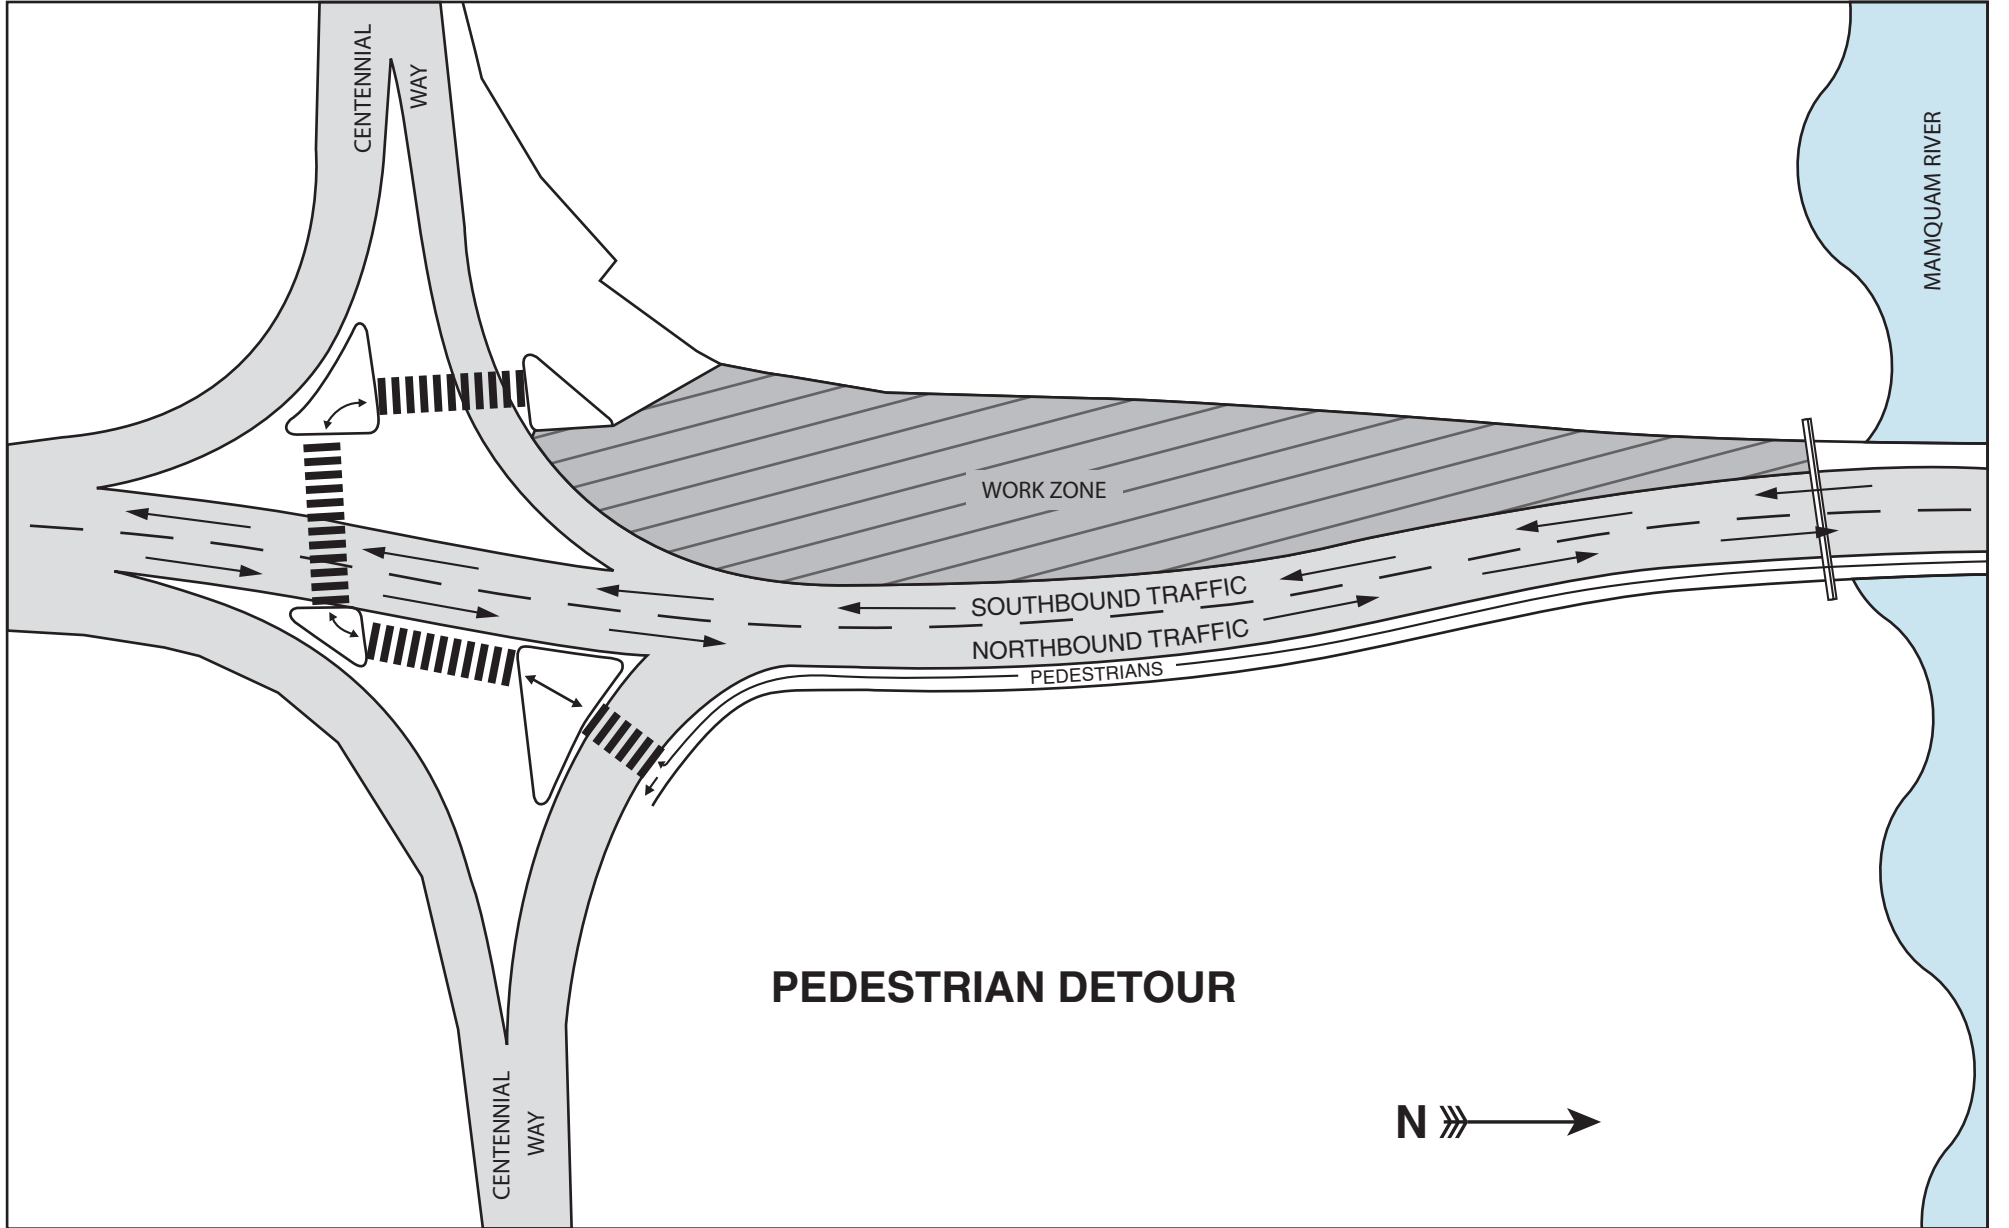 CENTENNIAL
WAY
MAMQUAM RIVER
WORK ZONE
SOUTHBOUND TRAFFIC
NORTHBOUND TRAFFIC
PEDESTRIANS
PEDESTRIAN DETOUR
CENTENNIAL
WAY
N